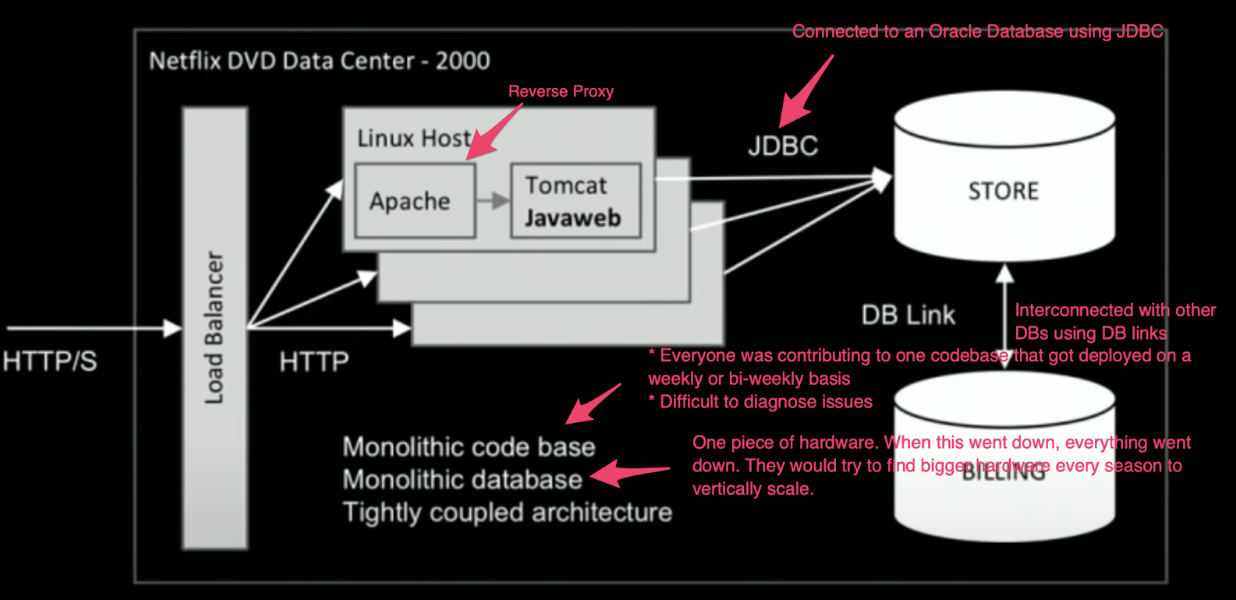 Connected to an Oracle Database using JDBC
Netflix DVD Data Center - 2000
Reverse Proxy
Linux Host
JDBC
Apache
Tomcat
Javaweb
STORE
Load Balancer
HTTP/S
HTTP
DB Link
Interconnected with other
DBs using DB links
* Everyone was contributing to one codebase that got deployed on a
weekly or bi-weekly basis
* Difficult to diagnose issues
Monolithic code base
Monolithic database
Tightly coupled architecture
One piece of hardware. When this went down, everything went
down. They would try to find bigger hardware every season to
vertically scale.
BILLING